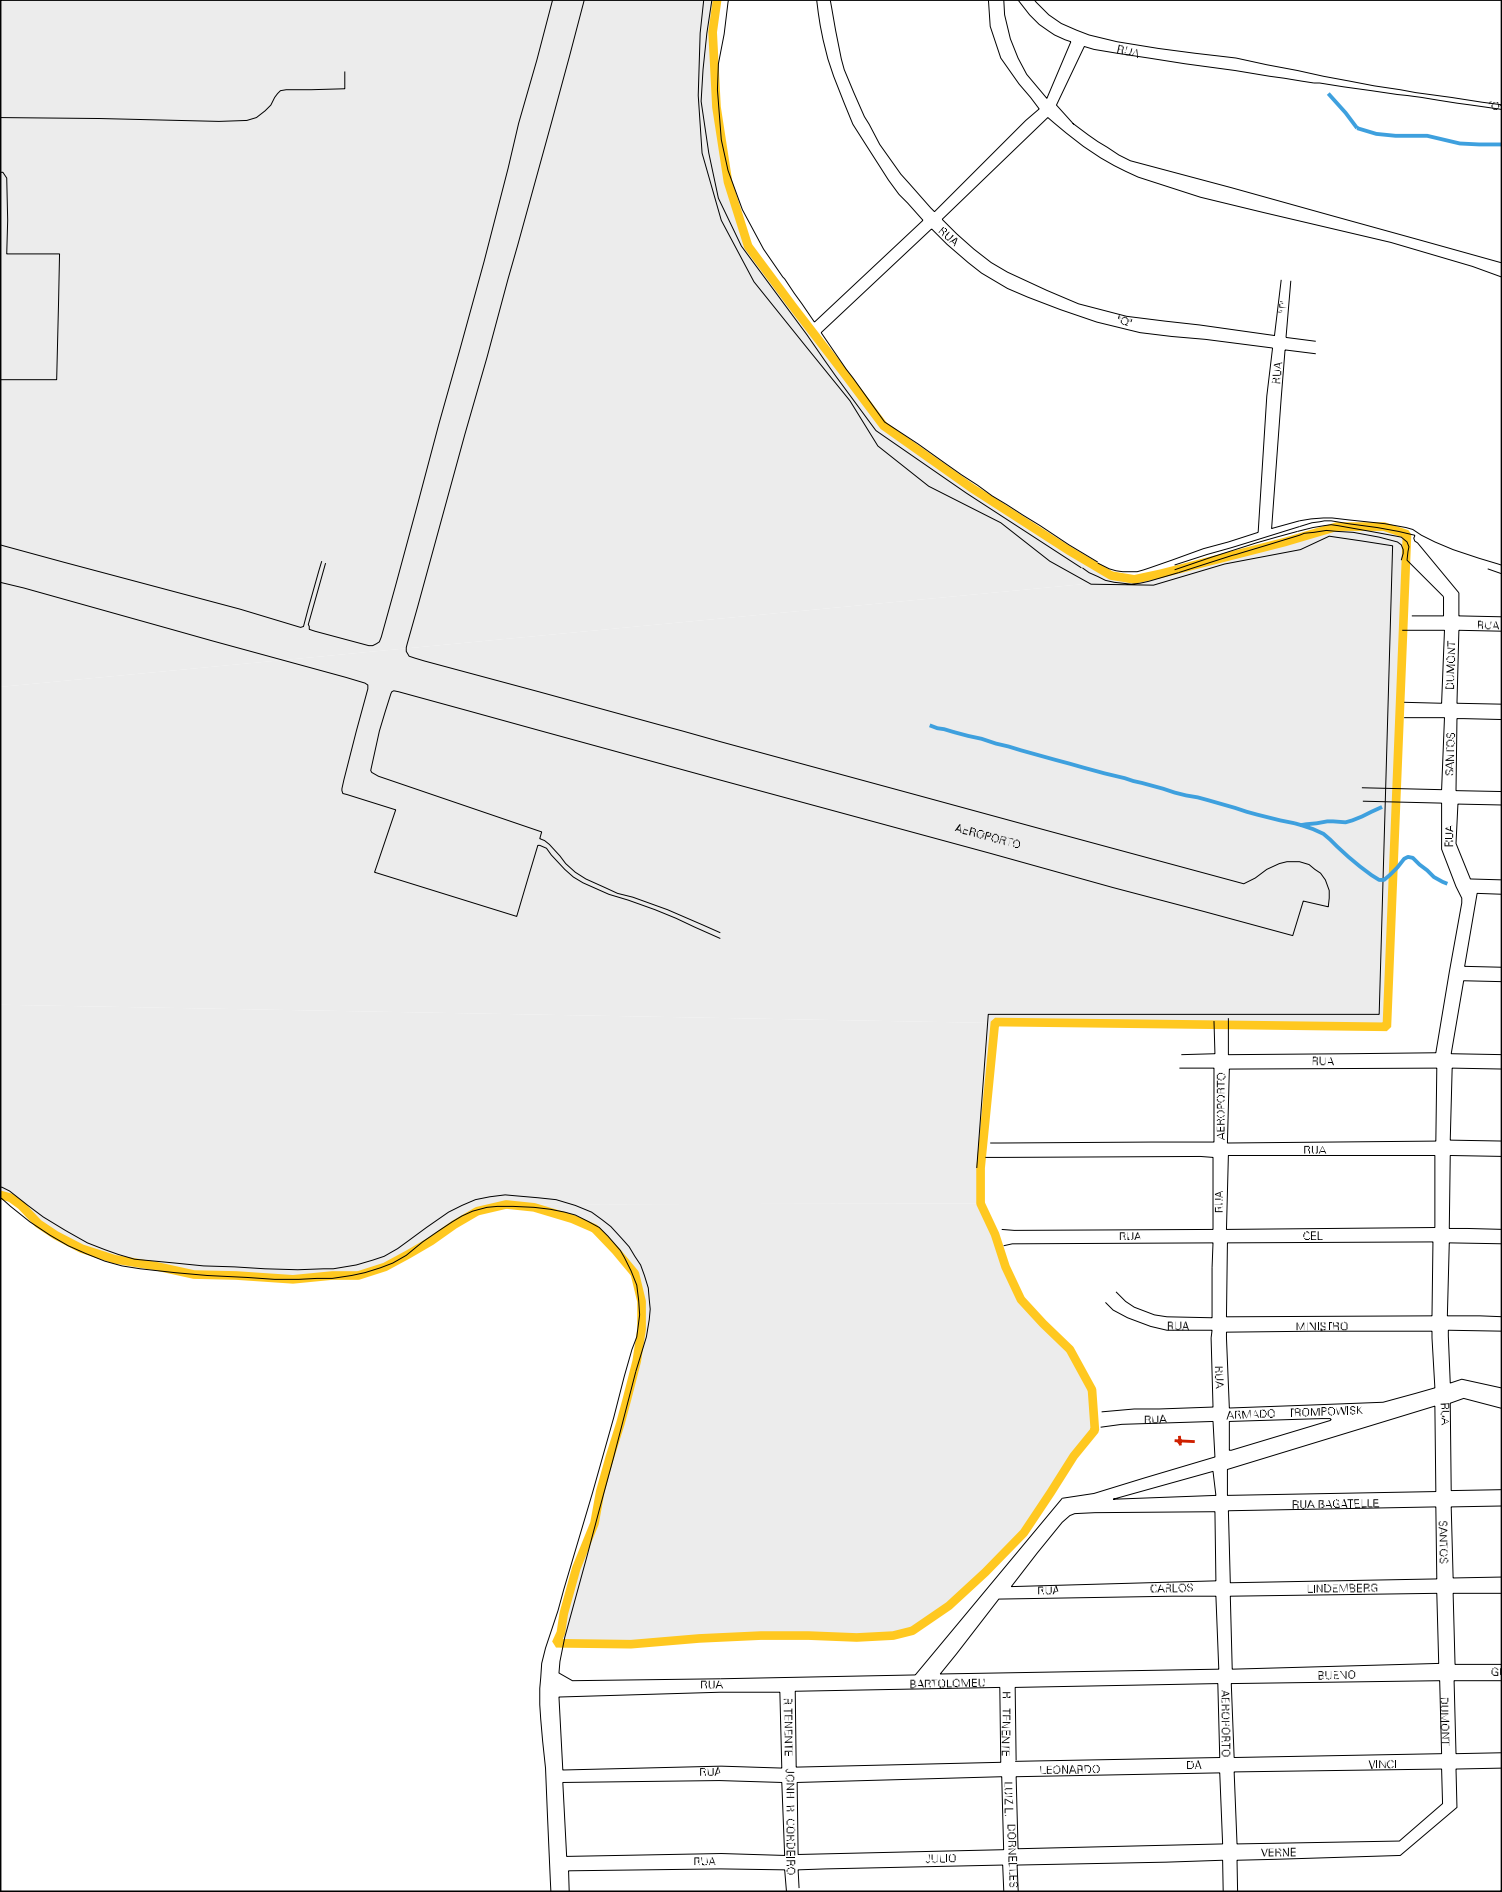 RUA
"Q"
RUA
"Q"
RUA
RUA
DUMONT
SANTOS
RUA
AEROPORTO
RUA
AEROPORTO
RUA
RUA
RUA
CEL
RUA
MINISTRO
RUA
RUA
ARMADO TROMPOWISK
RUA
RUA BAGATELLE
SANTOS
RUA
CARLOS
LINDEMBERG
RUA
BARTOLOMEU
BUENO
R TENENTE
R TENENTE
AEROPORTO
DUMONT
RUA
LEONARDO
DA
VINCI
JONH R CORDEIRO
LUIZ L. DORNELLES
RUA
JULIO
VERNE